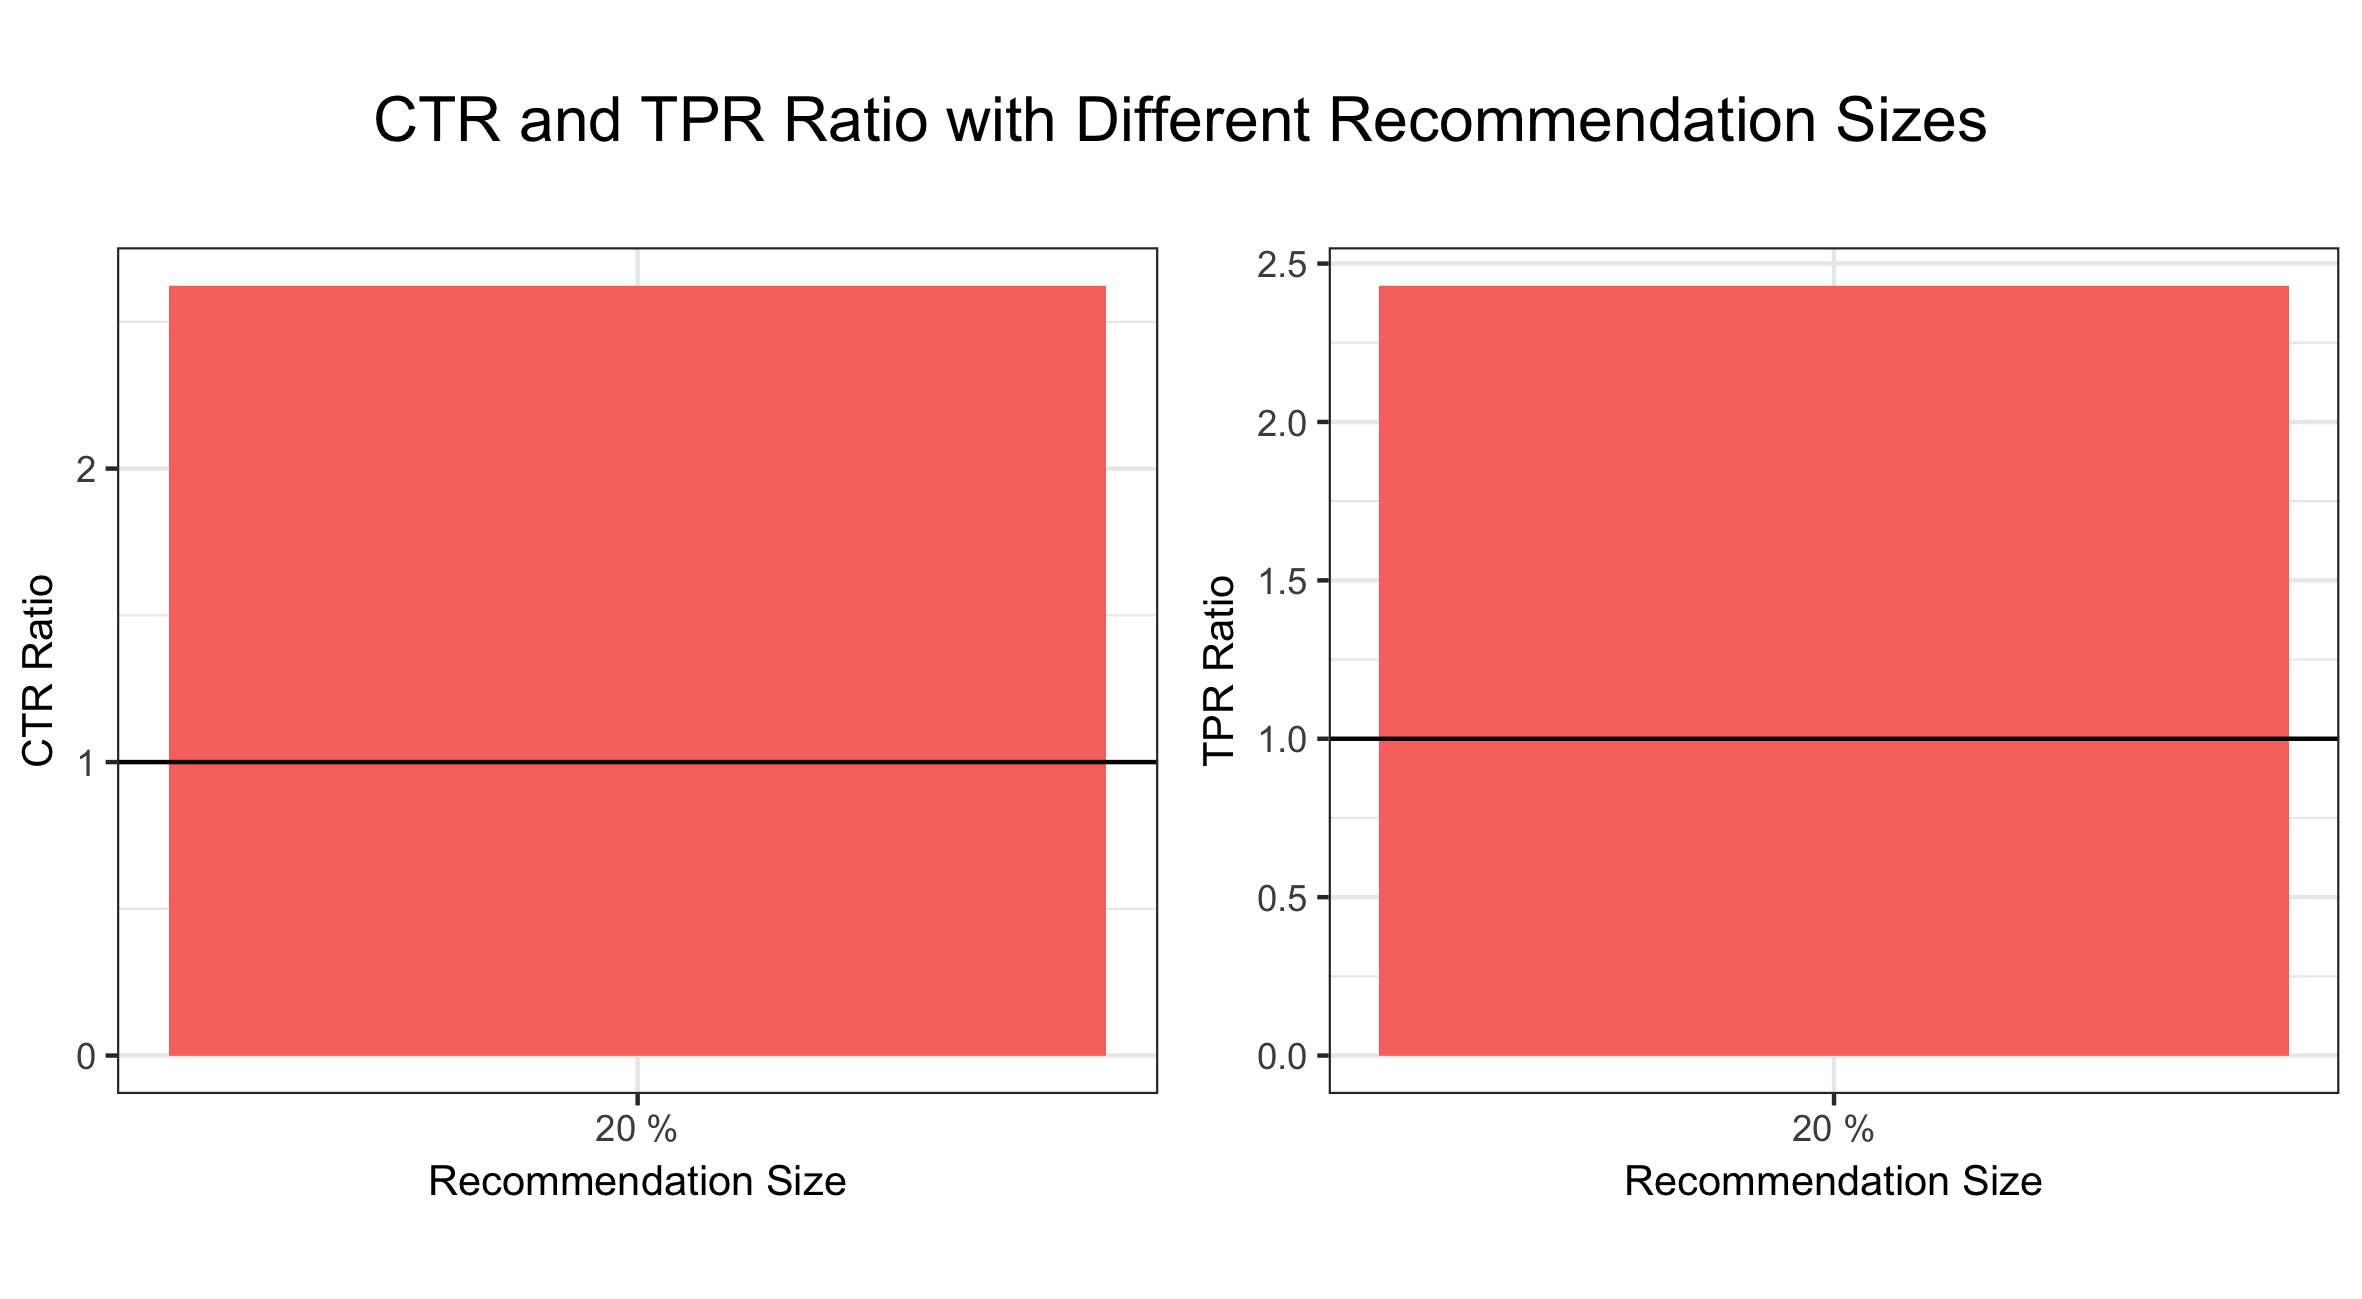 CTR and TPR Ratio with Different Recommendation Sizes
CTR Ratio
2
1
0
20 %
Recommendation Size
TPR Ratio
2.5
2.0
1.5
1.0
0.5
0.0
20 %
Recommendation Size